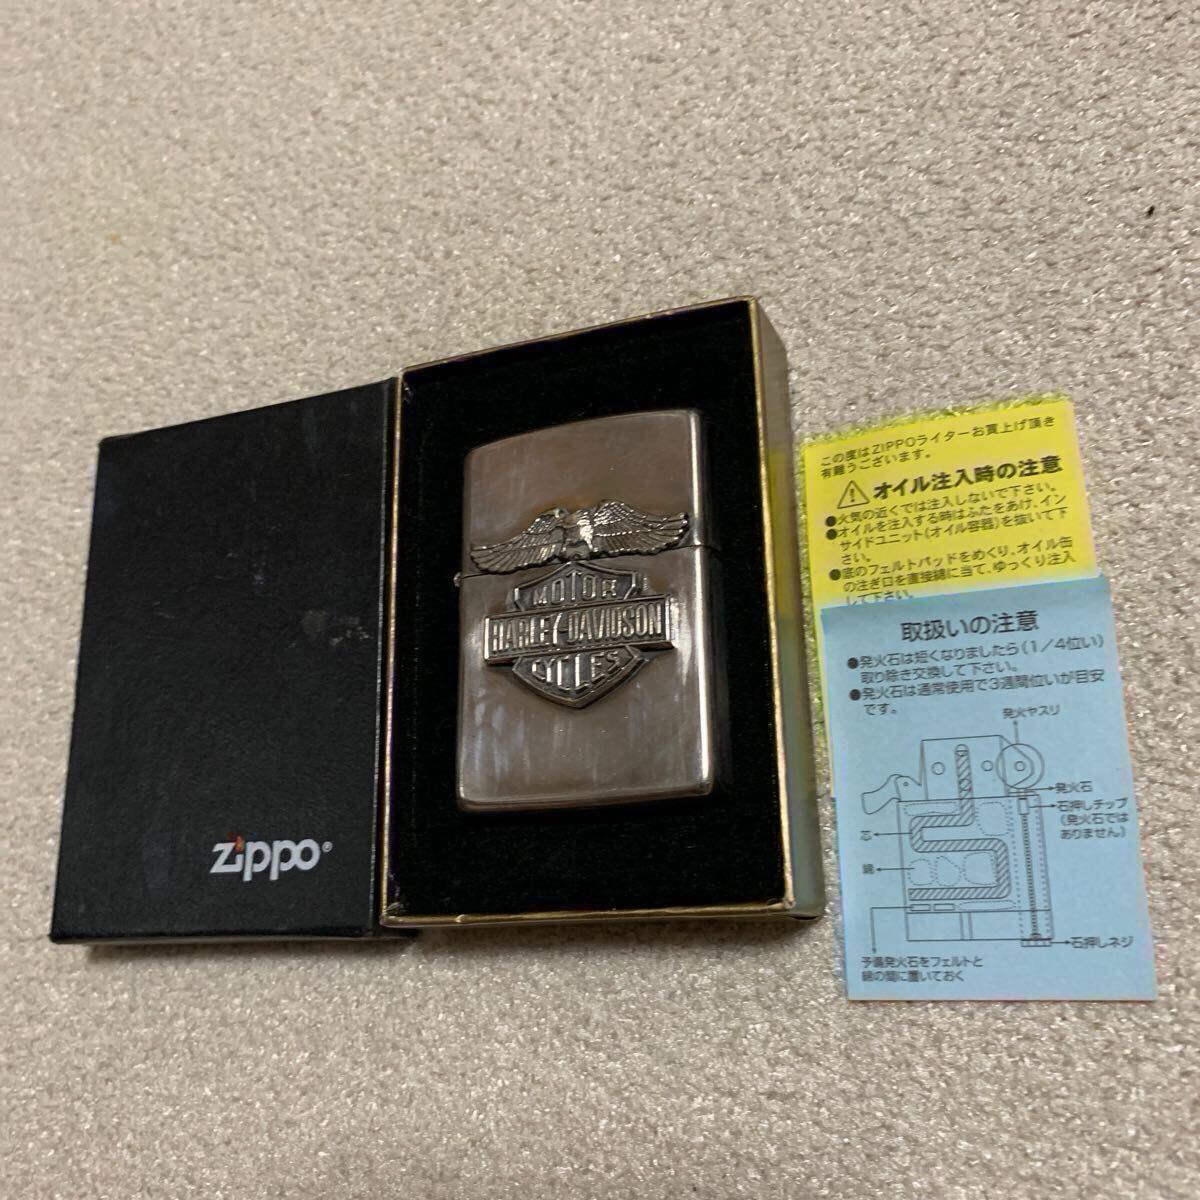 zippo®
MOTOR
HARLEY-DAVIDSON
CYCLES
この度はZIPPOライターお買上げ頂き
有難うございます。
オイル注入時の注意
●火気の近くでは注入しないで下さい。
●オイルを注入する時はふたをあけ、イン
サイドユニット(オイル容器)を抜いて下
さい。
●底のフェルトパッドをめくり、オイル缶
の注ぎ口を直接綿に当て、ゆっくり注入
して下さい。
取扱いの注意
●発火石は短くなりましたら(1/4位い)
取り除き交換して下さい。
●発火石は通常使用で3週間位いが目安
です。
発火ヤスリ
発火石
石押しチップ
(発火石では
ありません)
芯
綿
石押しネジ
予備発火石をフェルトと
綿の間に置いておく